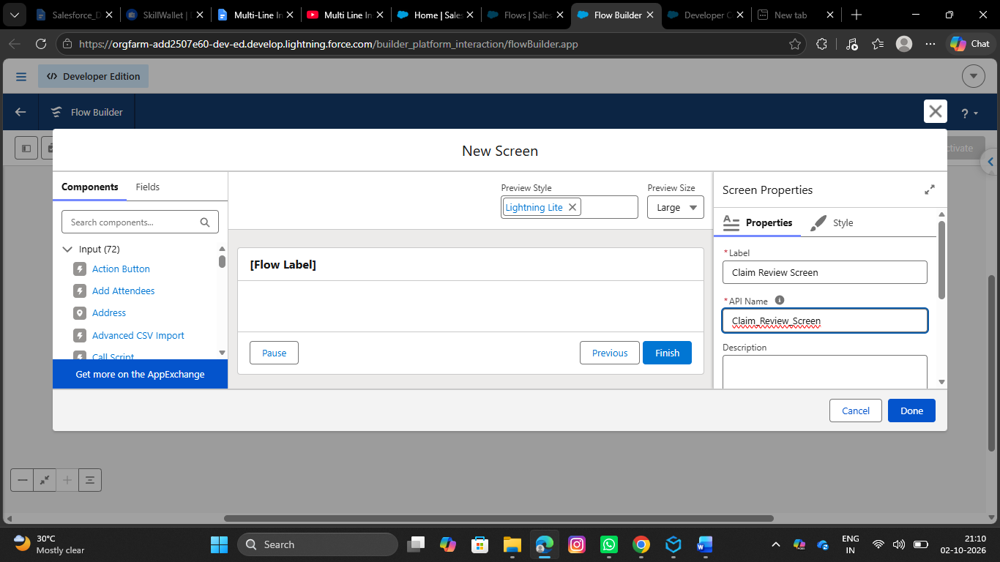 Salesforce_D
SkillWallet | D
Multi-Line In
Multi Line In
Home | Sales
Flows | Sales
Flow Builder
Developer C
New tab
https://orgfarm-add2507e60-dev-ed.develop.lightning.force.com/builder_platform_interaction/flowBuilder.app
Chat
</> Developer Edition
Flow Builder
?
ctivate
New Screen
Components
Fields
Search components...
Input (72)
Action Button
Add Attendees
Address
Advanced CSV Import
Call Script
Get more on the AppExchange
Preview Style
Lightning Lite
Preview Size
Large
[Flow Label]
Pause
Previous
Finish
Screen Properties
Properties
Style
*Label
Claim Review Screen
*API Name
Claim_Review_Screen
Description
Cancel
Done
30°C
Mostly clear
Search
ENG
IN
21:10
02-10-2026